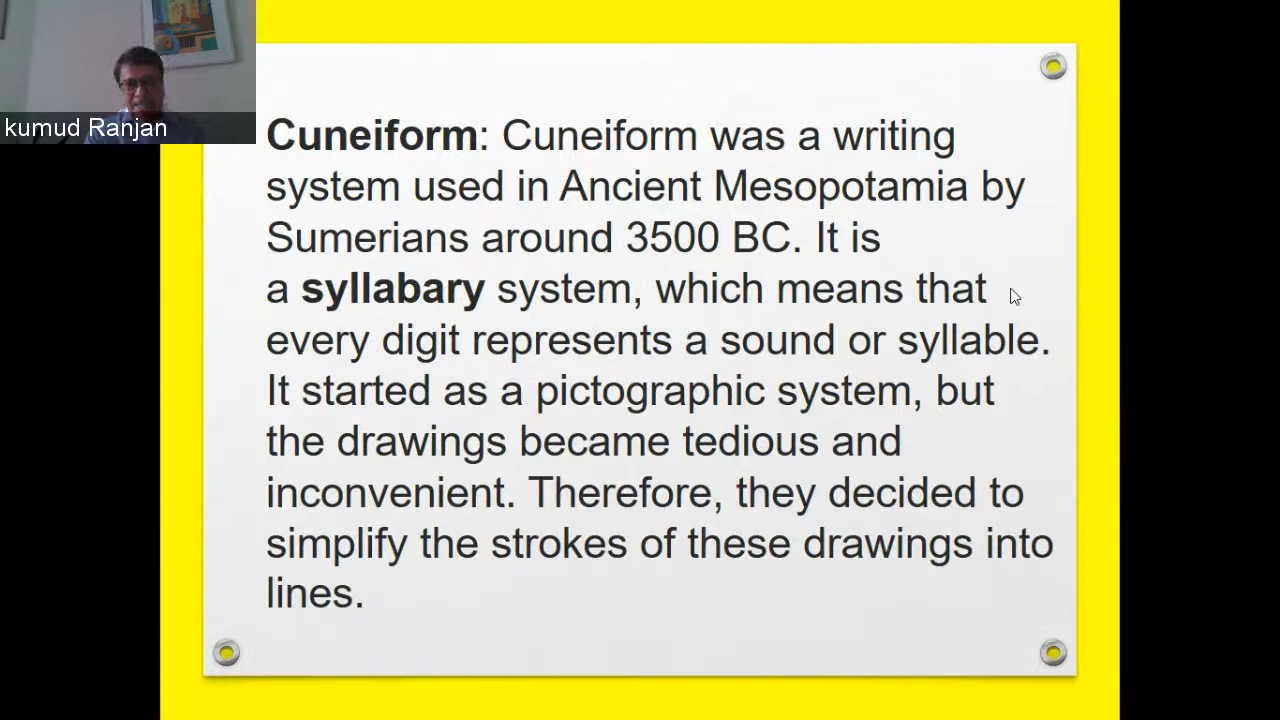 kumud Ranjan
Cuneiform: Cuneiform was a writing
system used in Ancient Mesopotamia by
Sumerians around 3500 BC. It is
a syllabary system, which means that
every digit represents a sound or syllable.
It started as a pictographic system, but
the drawings became tedious and
inconvenient. Therefore, they decided to
simplify the strokes of these drawings into
lines.